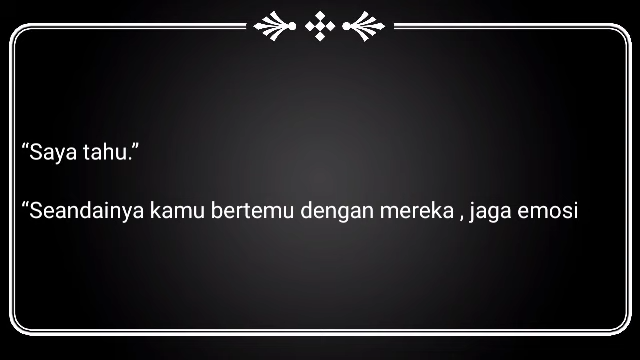 “Saya tahu.”
“Seandainya kamu bertemu dengan mereka , jaga emosi